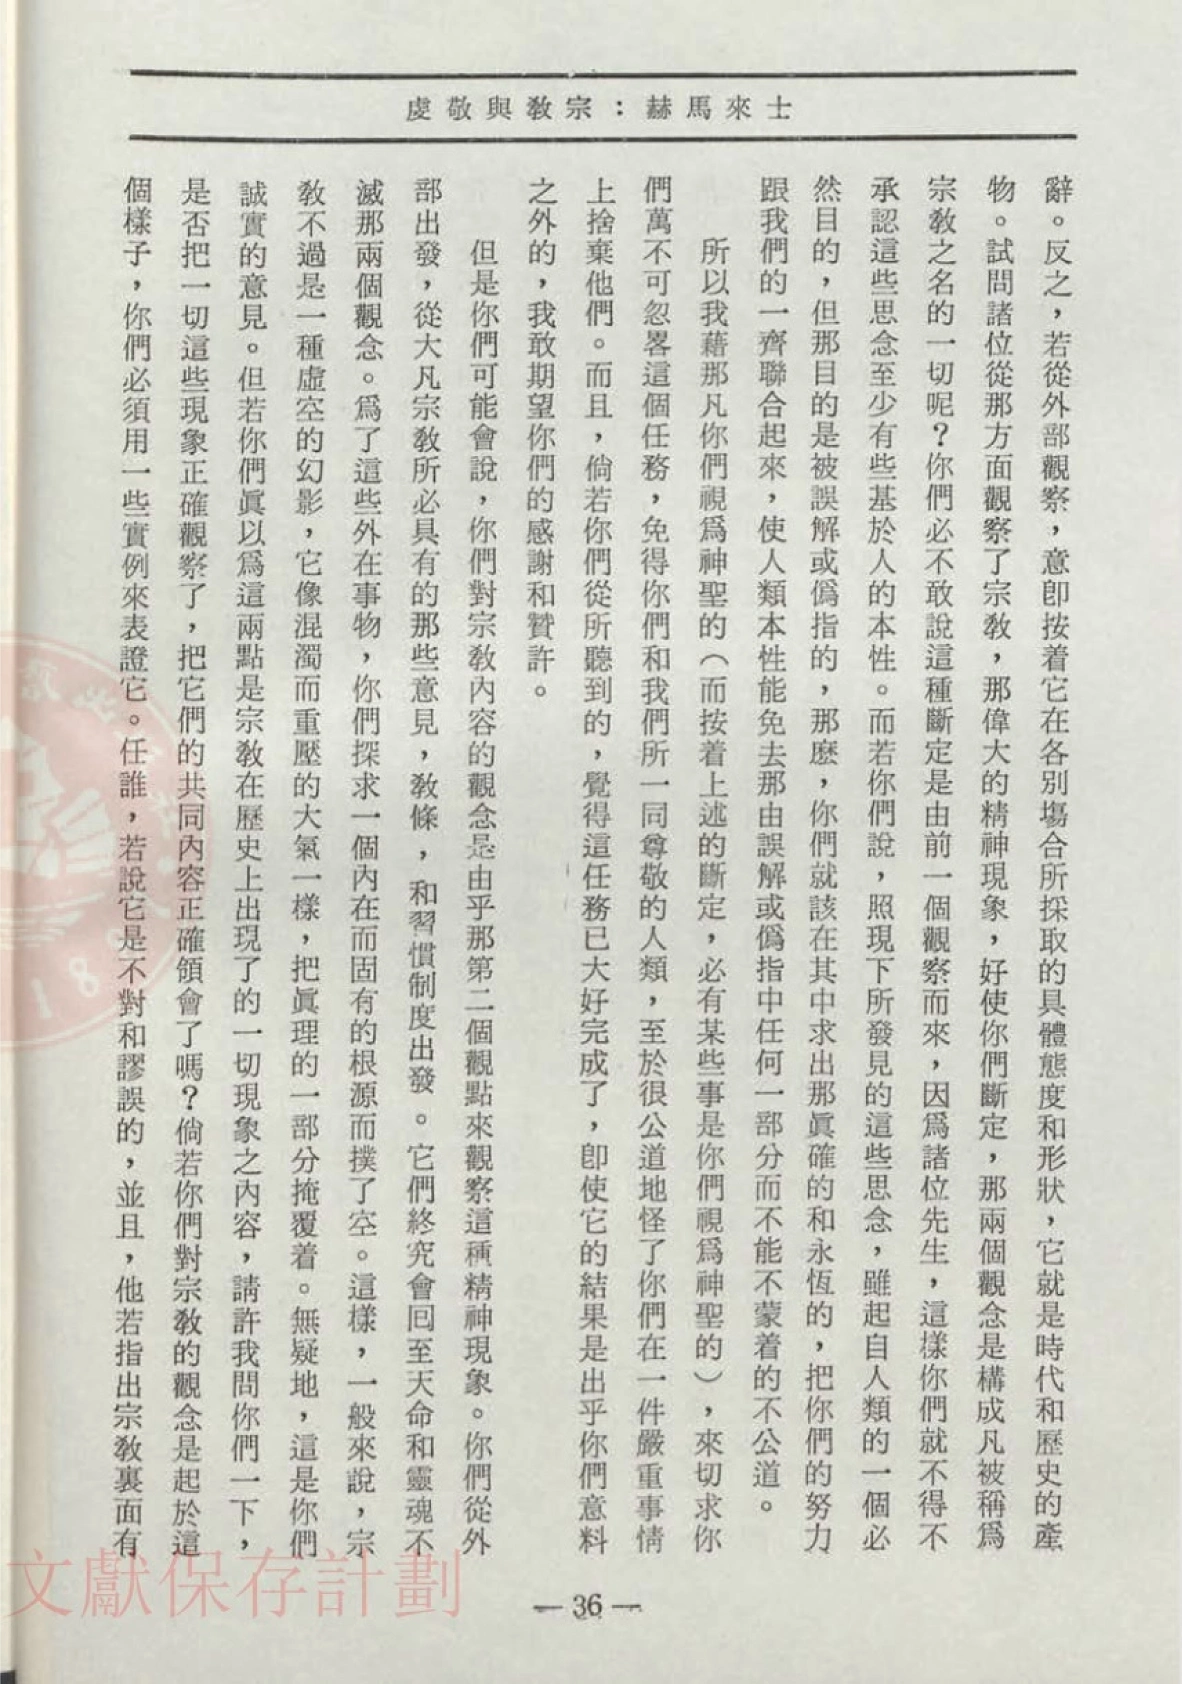 士來馬赫：宗教與敬虔
辭。反之，若從外部觀察，意即按着它在各別場合所採取的具體態度和形狀，它就是時代和歷史的產
物。試問諸位從那方面觀察了宗教，那偉大的精神現象，好使你們斷定，那兩個觀念是構成凡被稱爲
宗教之名的一切呢？你們必不敢說這種斷定是由前一個觀察而來，因爲諸位先生，這樣你們就不得不
承認這些思念至少有些基於人的本性。而若你們說，照現下所發見的這些思念，雖起自人類的一個必
然目的，但那目的是被誤解或僞指的，那麽，你們就該在其中求出那眞確的和永恆的，把你們的努力
跟我們的一齊聯合起來，使人類本性能免去那由誤解或僞指中任何一部分而不能不蒙着的不公道。
所以我藉那凡你們視爲神聖的（而按着上述的斷定，必有某些事是你們視爲神聖的），來切求你
們萬不可忽畧這個任務，免得你們和我們所一同尊敬的人類，至於很公道地怪了你們在一件嚴重事情
上捨棄他們。而且，倘若你們從所聽到的，覺得這任務已大好完成了，卽使它的結果是出乎你們意料
之外的，我敢期望你們的感謝和贊許。
但是你們可能會說，你們對宗教內容的觀念是由乎那第二個觀點來觀察這種精神現象。你們從外
部出發，從大凡宗教所必具有的那些意見，教條，和習慣制度出發。它們終究會囘至天命和靈魂不
滅那兩個觀念。爲了這些外在事物，你們探求一個內在而固有的根源而撲了空。這樣，一般來說，宗
教不過是一種虛空的幻影，它像混濁而重壓的大氣一樣，把眞理的一部分掩覆着。無疑地，這是你們
誠實的意見。但若你們眞以爲這兩點是宗教在歷史上出現了的一切現象之內容，請許我問你們一下，
是否把一切這些現象正確觀察了，把它們的共同內容正確領會了嗎？倘若你們對宗教的觀念是起於這
個樣子，你們必須用一些實例來表證它。任誰，若說它是不對和謬誤的，並且，他若指出宗教裏面有
— 36 —
文獻保存計劃